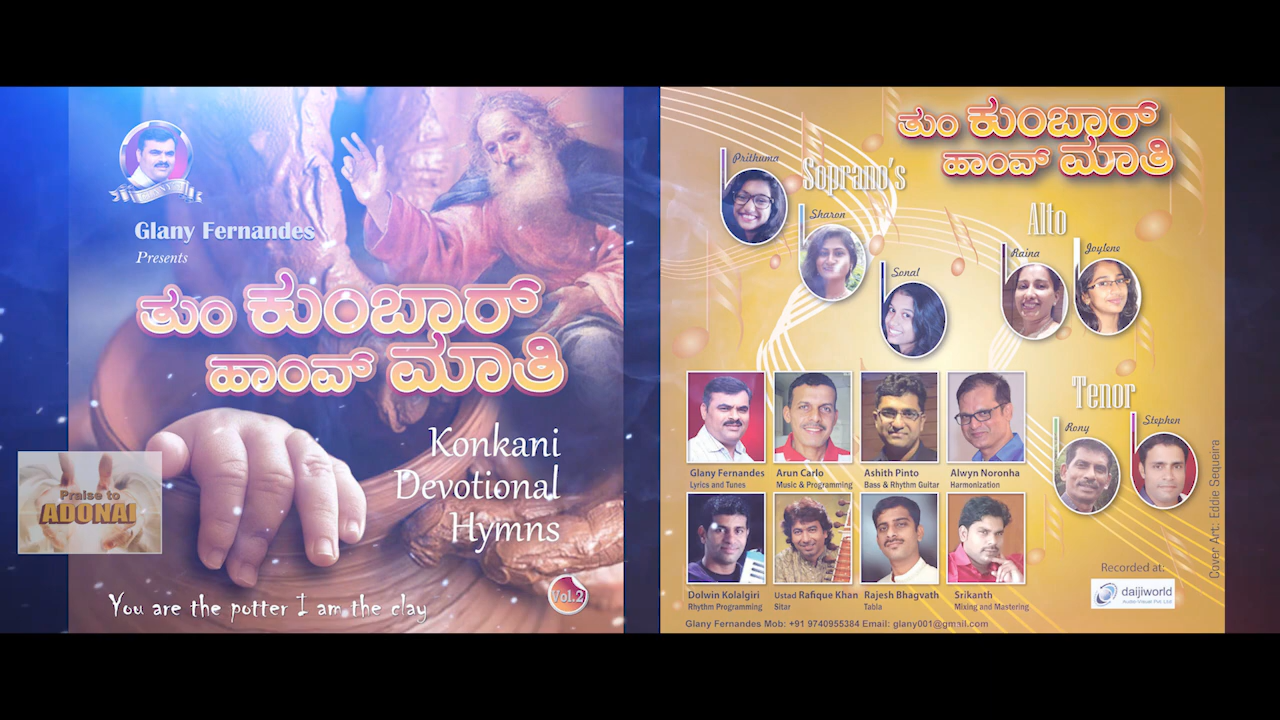 Glany Fernandes
Presents
ತುಂ ಕುಂಬಾರ್
ಹಾಂವ್ ಮಾತಿ
Konkani
Devotional
Hymns
Praise to
ADONAI
You are the potter I am the clay
Vol.2
ತುಂ ಕುಂಬಾರ್
ಹಾಂವ್ ಮಾತಿ
Prithuma
Soprano's
Sharon
Sonal
Alto
Raina
Joylene
Tenor
Rony
Stephen
Glany Fernandes
Lyrics and Tunes
Arun Carlo
Music & Programming
Ashith Pinto
Bass & Rhythm Guitar
Alwyn Noronha
Harmonization
Dolwin Kolalgiri
Rhythm Programming
Ustad Rafique Khan
Sitar
Rajesh Bhagvath
Tabla
Srikanth
Mixing and Mastering
Recorded at:
daijiworld
Audio-Visual Pvt Ltd
Cover Art: Eddie Sequeira
Glany Fernandes Mob: +91 9740955384 Email: glany001@gmail.com